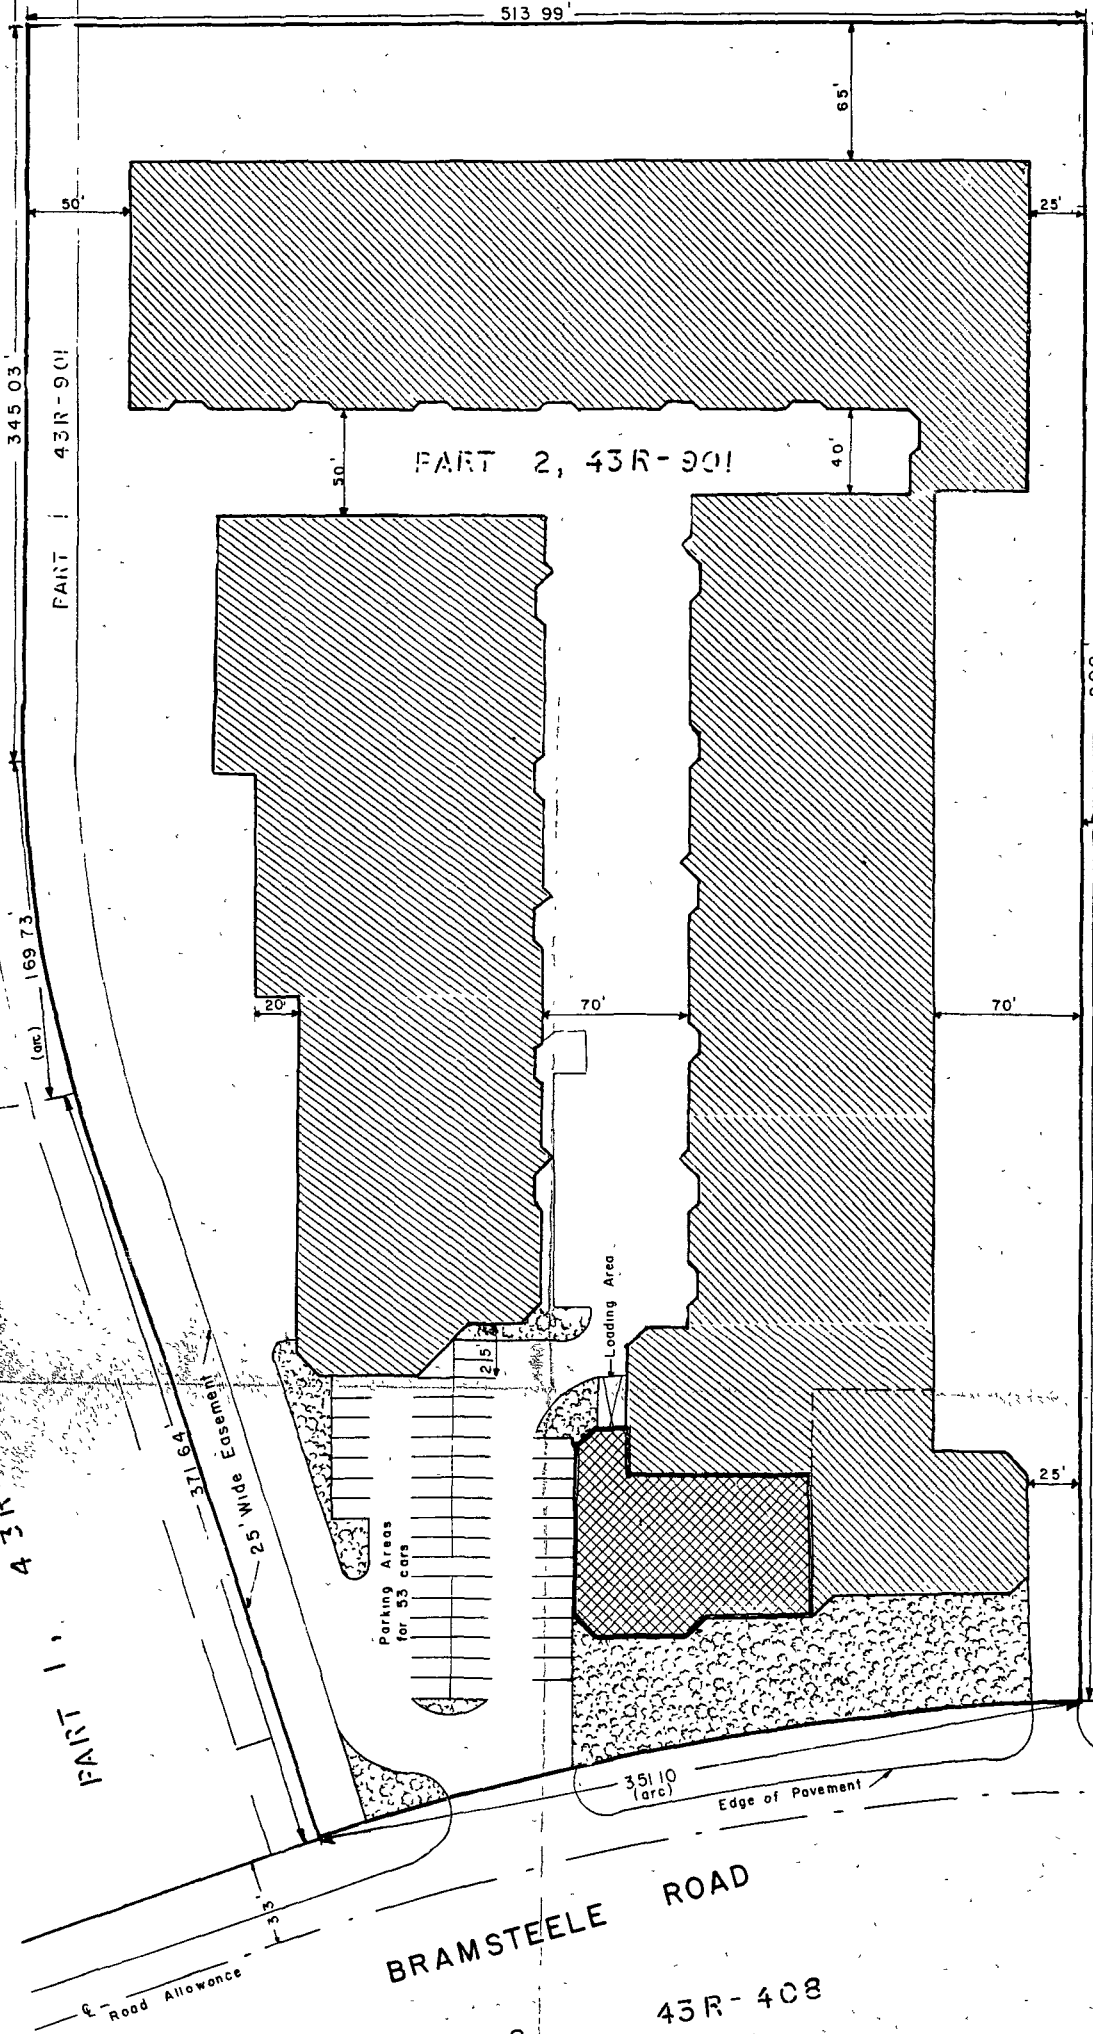 513 99'
65'
50'
25'
345 03'
PART 1 43R-901
50'
PART 2, 43R-901
40'
169 73'
(arc)
20'
70'
70'
Loading Area
25'
371 64'
25' Wide Easement
25'
Parking Areas
for 53 cars
PART 1,
351 10
(arc)
Edge of Pavement
33'
BRAMSTEELE ROAD
℄ Road Allowance
43R-408